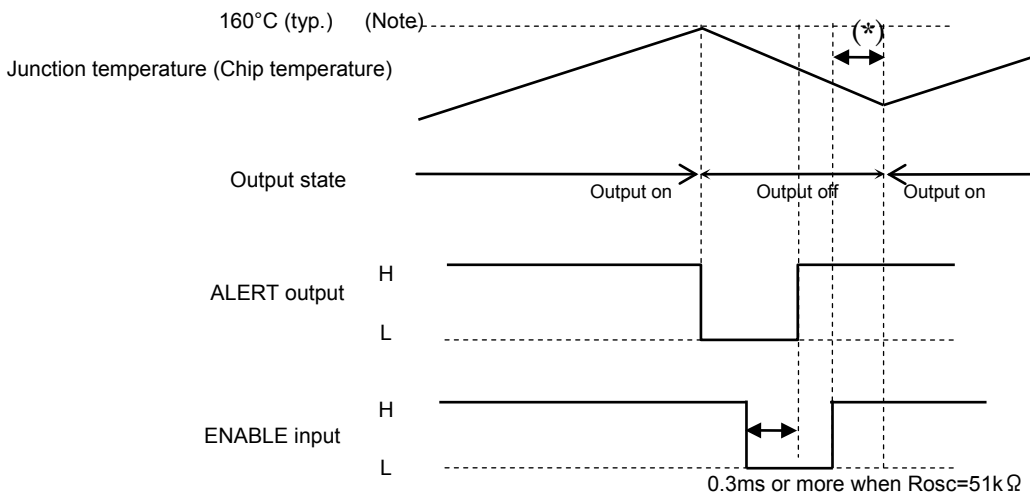 160°C (typ.) (Note)
(*)
Junction temperature (Chip temperature)
Output state
Output on
Output off
Output on
H
ALERT output
L
H
ENABLE input
L
0.3ms or more when Rosc=51kΩ